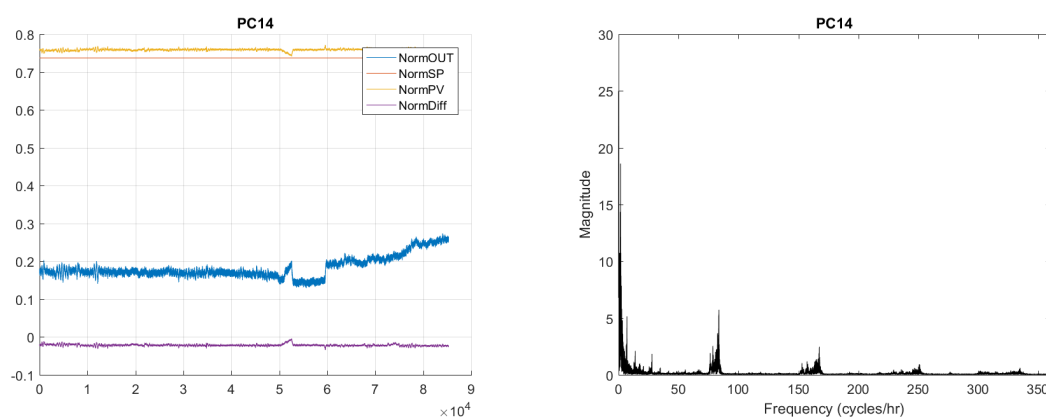 PC14
0.8
0.7
0.6
0.5
0.4
0.3
0.2
0.1
0
-0.1
NormOUT
NormSP
NormPV
NormDiff
0 1 2 3 4 5 6 7 8 9
×10⁴
PC14
30
25
20
15
10
5
0
Magnitude
0 50 100 150 200 250 300 350
Frequency (cycles/hr)